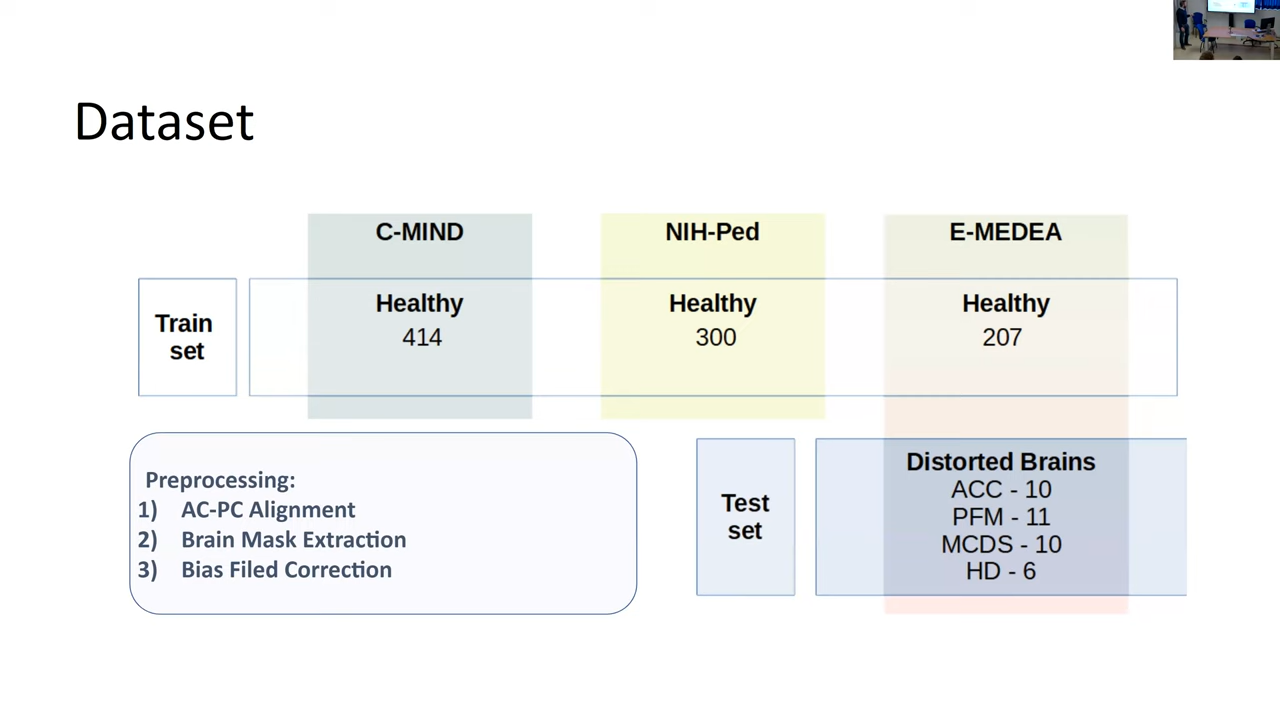 Dataset
C-MIND
NIH-Ped
E-MEDEA
Train
set
Healthy
414
Healthy
300
Healthy
207
Preprocessing:
1) AC-PC Alignment
2) Brain Mask Extraction
3) Bias Filed Correction
Test
set
Distorted Brains
ACC - 10
PFM - 11
MCDS - 10
HD - 6